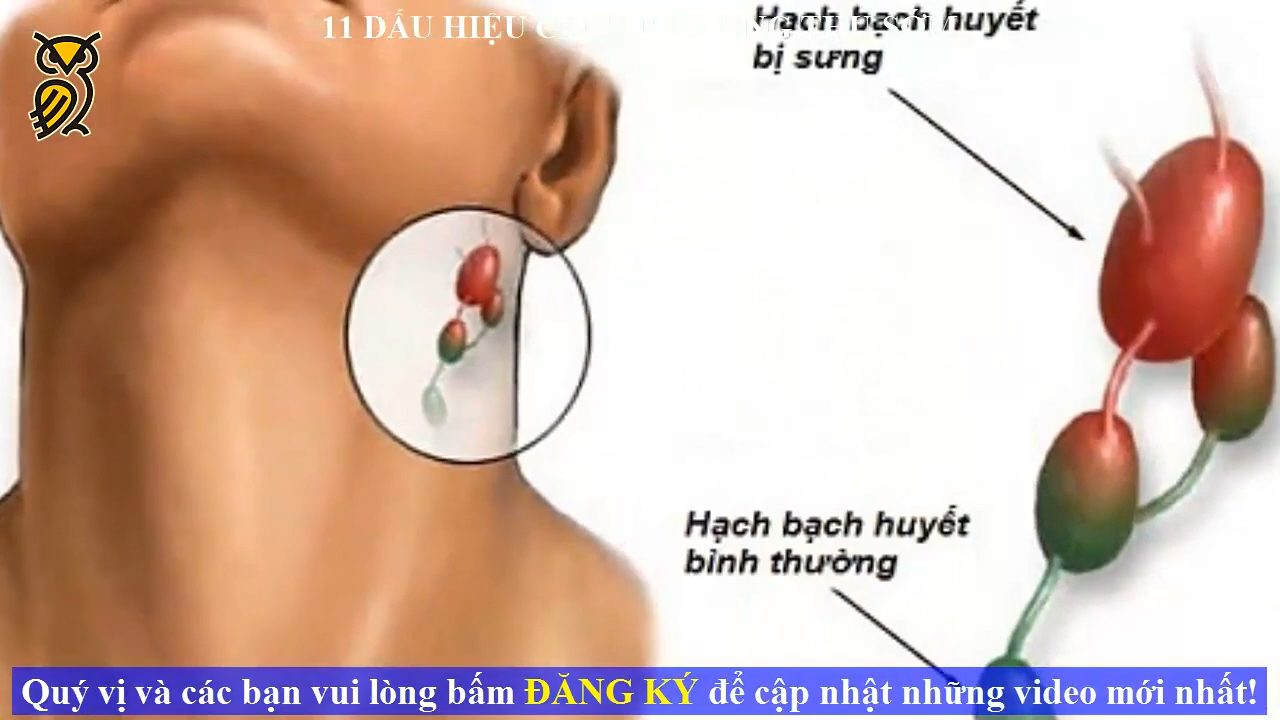 11 DẤU HIỆU
Hạch bạch huyết
bị sưng
Hạch bạch huyết
bình thường
Quý vị và các bạn vui lòng bấm ĐĂNG KÝ để cập nhật những video mới nhất!